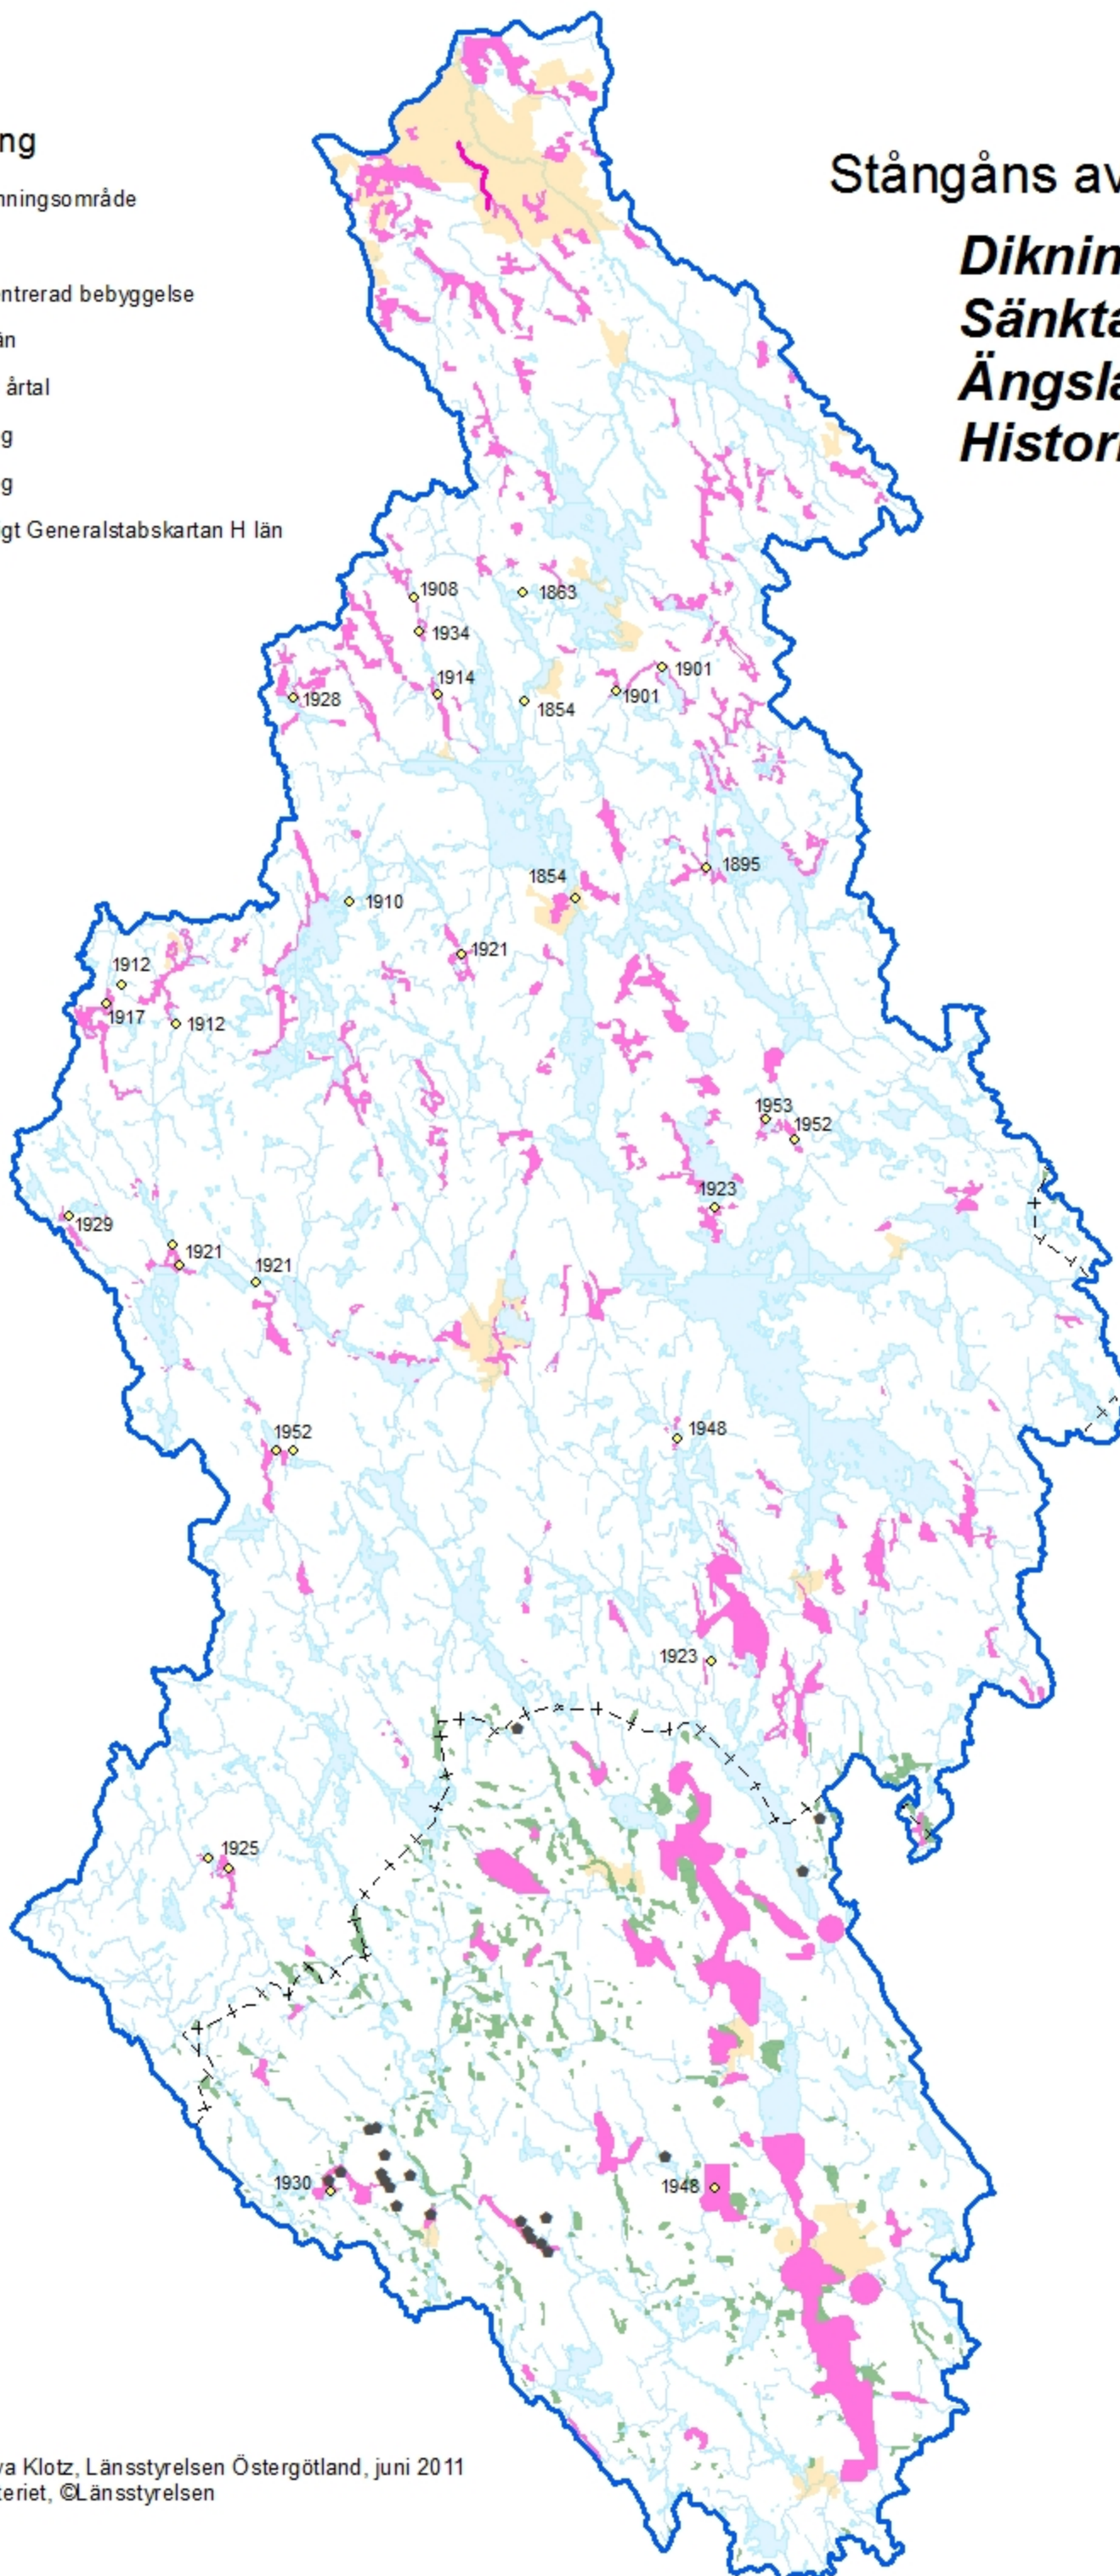 ng
nningsområde
ntrerad bebyggelse
än
årtal
g
g
gt Generalstabskartan H län
Stångåns av
Diknin
Sänkta
Ängsla
Histori
1908
1863
1934
1901
1914
1901
1928
1854
1895
1854
1910
1921
1912
1917
1912
1953
1952
1923
1929
1921
1921
1948
1952
1923
1925
1930
1948
va Klotz, Länsstyrelsen Östergötland, juni 2011
teriet, ©Länsstyrelsen